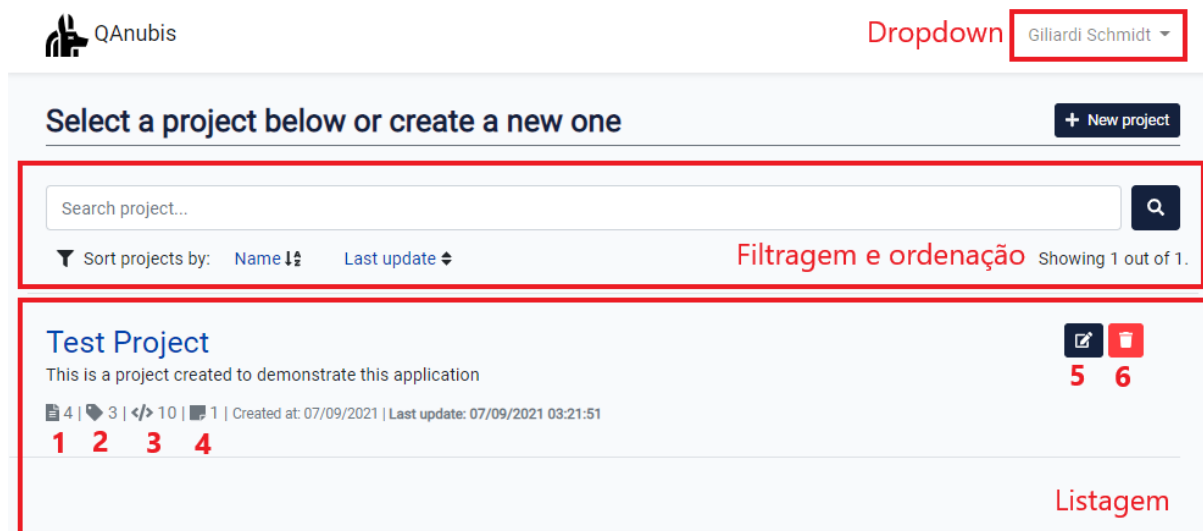 QAnubis Dropdown Giliardi Schmidt
Select a project below or create a new one New project
Search project...
Sort projects by: Name Last update Filtragem e ordenação Showing 1 out of 1.
Test Project
This is a project created to demonstrate this application
5 6
4 | 3 | </> 10 | 1 | Created at: 07/09/2021 | Last update: 07/09/2021 03:21:51
1 2 3 4
Listagem